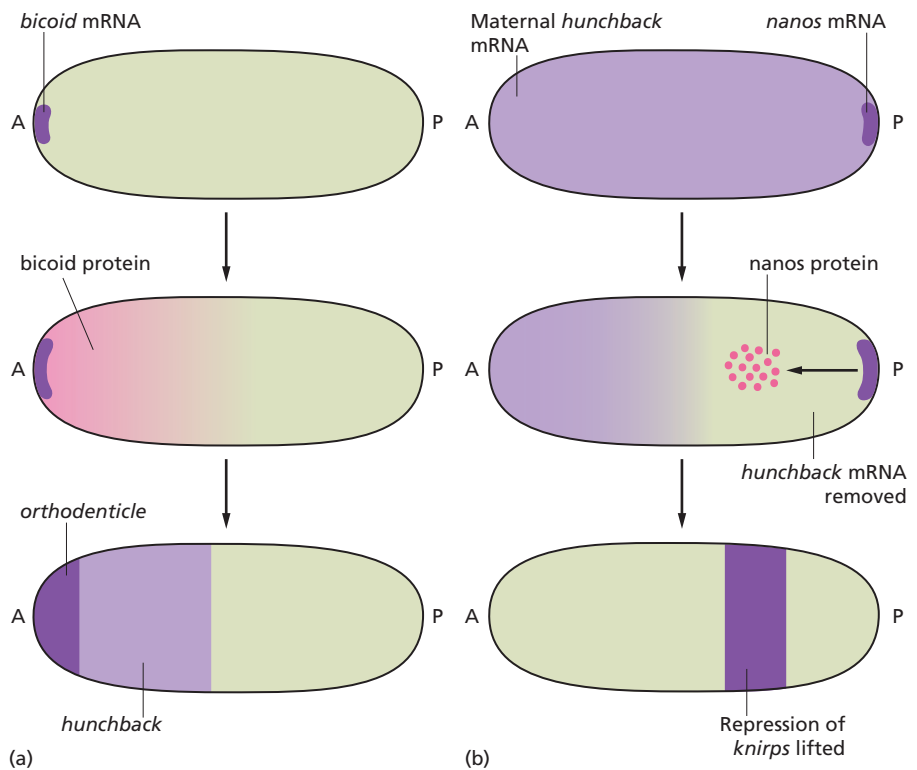 bicoid mRNA
A
P
bicoid protein
A
P
orthodenticle
A
P
hunchback
(a)
Maternal hunchback
mRNA
nanos mRNA
A
P
nanos protein
A
P
hunchback mRNA
removed
A
P
Repression of
knirps lifted
(b)